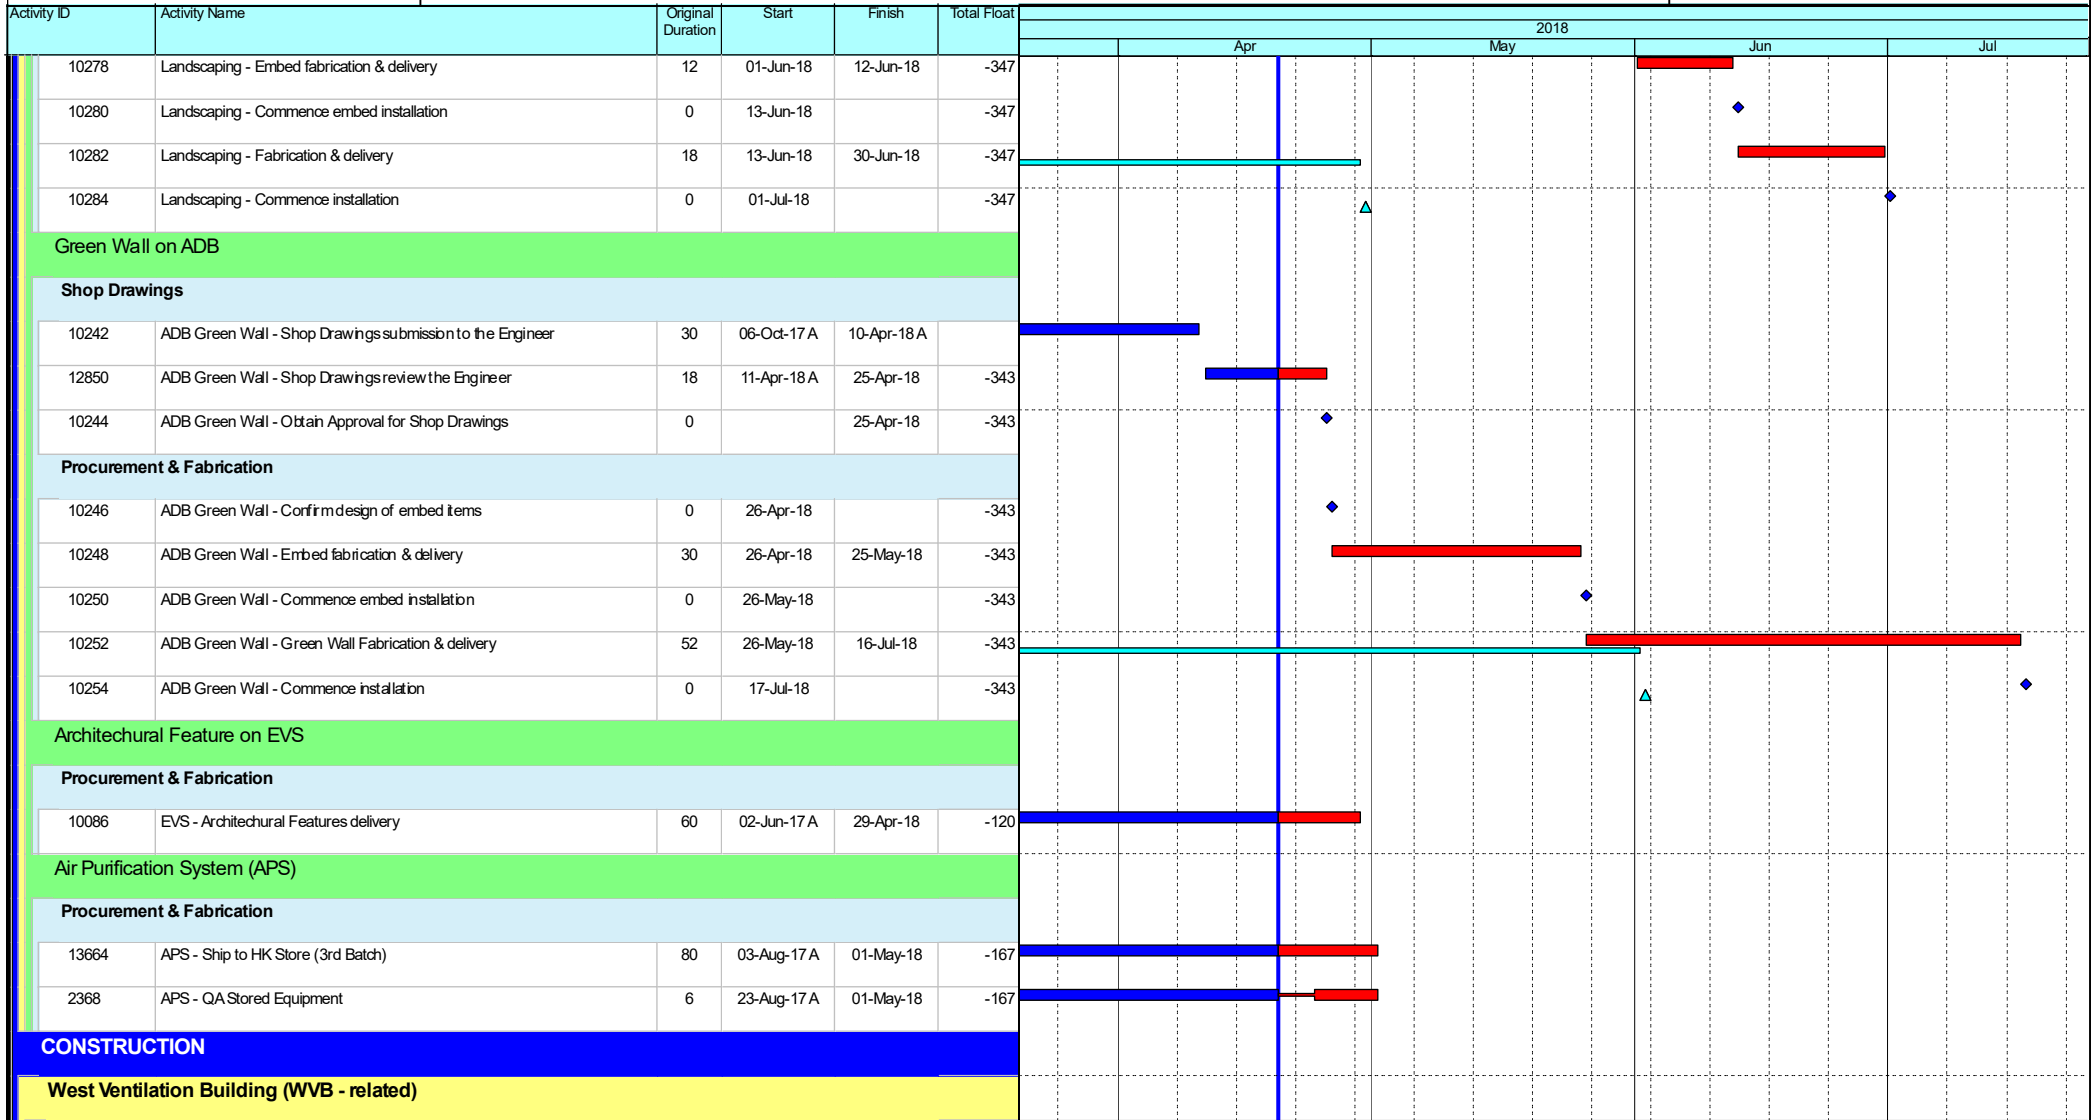 Activity ID Activity Name Original Duration Start Finish Total Float
2018
Apr May Jun Jul
10278 Landscaping - Embed fabrication & delivery 12 01-Jun-18 12-Jun-18 -347
10280 Landscaping - Commence embed installation 0 13-Jun-18 -347
10282 Landscaping - Fabrication & delivery 18 13-Jun-18 30-Jun-18 -347
10284 Landscaping - Commence installation 0 01-Jul-18 -347
Green Wall on ADB
Shop Drawings
10242 ADB Green Wall - Shop Drawings submission to the Engineer 30 06-Oct-17 A 10-Apr-18 A
12850 ADB Green Wall - Shop Drawings review the Engineer 18 11-Apr-18 A 25-Apr-18 -343
10244 ADB Green Wall - Obtain Approval for Shop Drawings 0 25-Apr-18 -343
Procurement & Fabrication
10246 ADB Green Wall - Confirm design of embed items 0 26-Apr-18 -343
10248 ADB Green Wall - Embed fabrication & delivery 30 26-Apr-18 25-May-18 -343
10250 ADB Green Wall - Commence embed installation 0 26-May-18 -343
10252 ADB Green Wall - Green Wall Fabrication & delivery 52 26-May-18 16-Jul-18 -343
10254 ADB Green Wall - Commence installation 0 17-Jul-18 -343
Architechural Feature on EVS
Procurement & Fabrication
10086 EVS - Architechural Features delivery 60 02-Jun-17 A 29-Apr-18 -120
Air Purification System (APS)
Procurement & Fabrication
13664 APS - Ship to HK Store (3rd Batch) 80 03-Aug-17 A 01-May-18 -167
2368 APS - QA Stored Equipment 6 23-Aug-17 A 01-May-18 -167
CONSTRUCTION
West Ventilation Building (WVB - related)